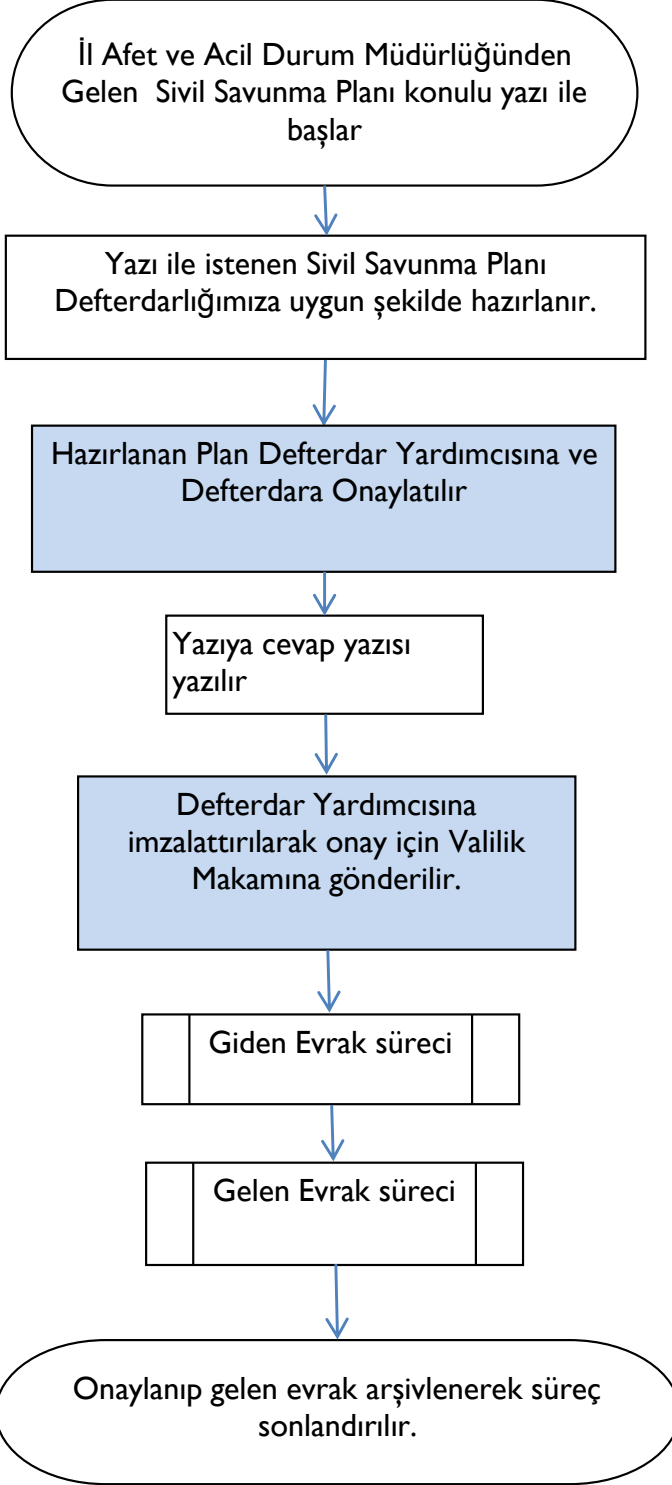 İl Afet ve Acil Durum Müdürlüğünden
Gelen Sivil Savunma Planı konulu yazı ile
başlar
Yazı ile istenen Sivil Savunma Planı
Defterdarlığımıza uygun şekilde hazırlanır.
Hazırlanan Plan Defterdar Yardımcısına ve
Defterdara Onaylatılır
Yazıya cevap yazısı
yazılır
Defterdar Yardımcısına
imzalattırılarak onay için Valilik
Makamına gönderilir.
Giden Evrak süreci
Gelen Evrak süreci
Onaylanıp gelen evrak arşivlenerek süreç
sonlandırılır.